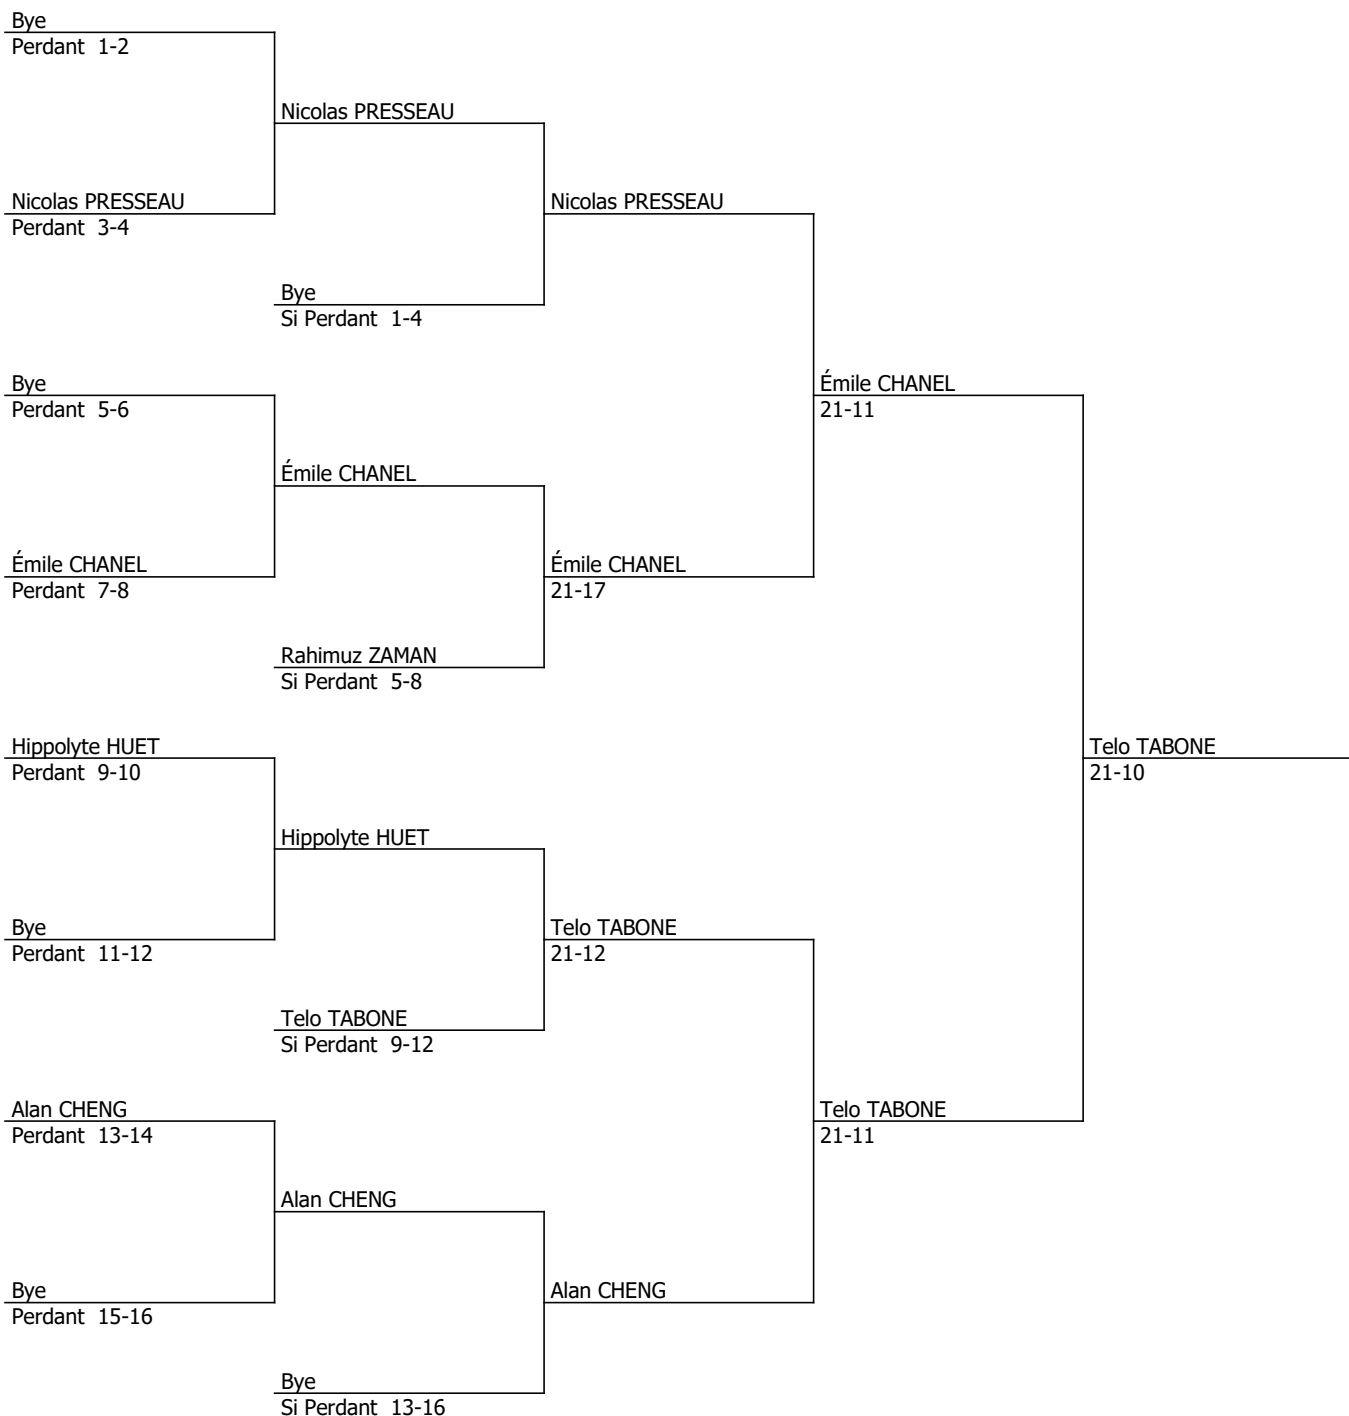 Bye
Perdant 1-2
Nicolas PRESSEAU
Nicolas PRESSEAU
Perdant 3-4
Nicolas PRESSEAU
Bye
Si Perdant 1-4
Bye
Perdant 5-6
Émile CHANEL
21-11
Émile CHANEL
Émile CHANEL
Perdant 7-8
Émile CHANEL
21-17
Rahimuz ZAMAN
Si Perdant 5-8
Hippolyte HUET
Perdant 9-10
Telo TABONE
21-10
Hippolyte HUET
Bye
Perdant 11-12
Telo TABONE
21-12
Telo TABONE
Si Perdant 9-12
Alan CHENG
Perdant 13-14
Telo TABONE
21-11
Alan CHENG
Bye
Perdant 15-16
Alan CHENG
Bye
Si Perdant 13-16